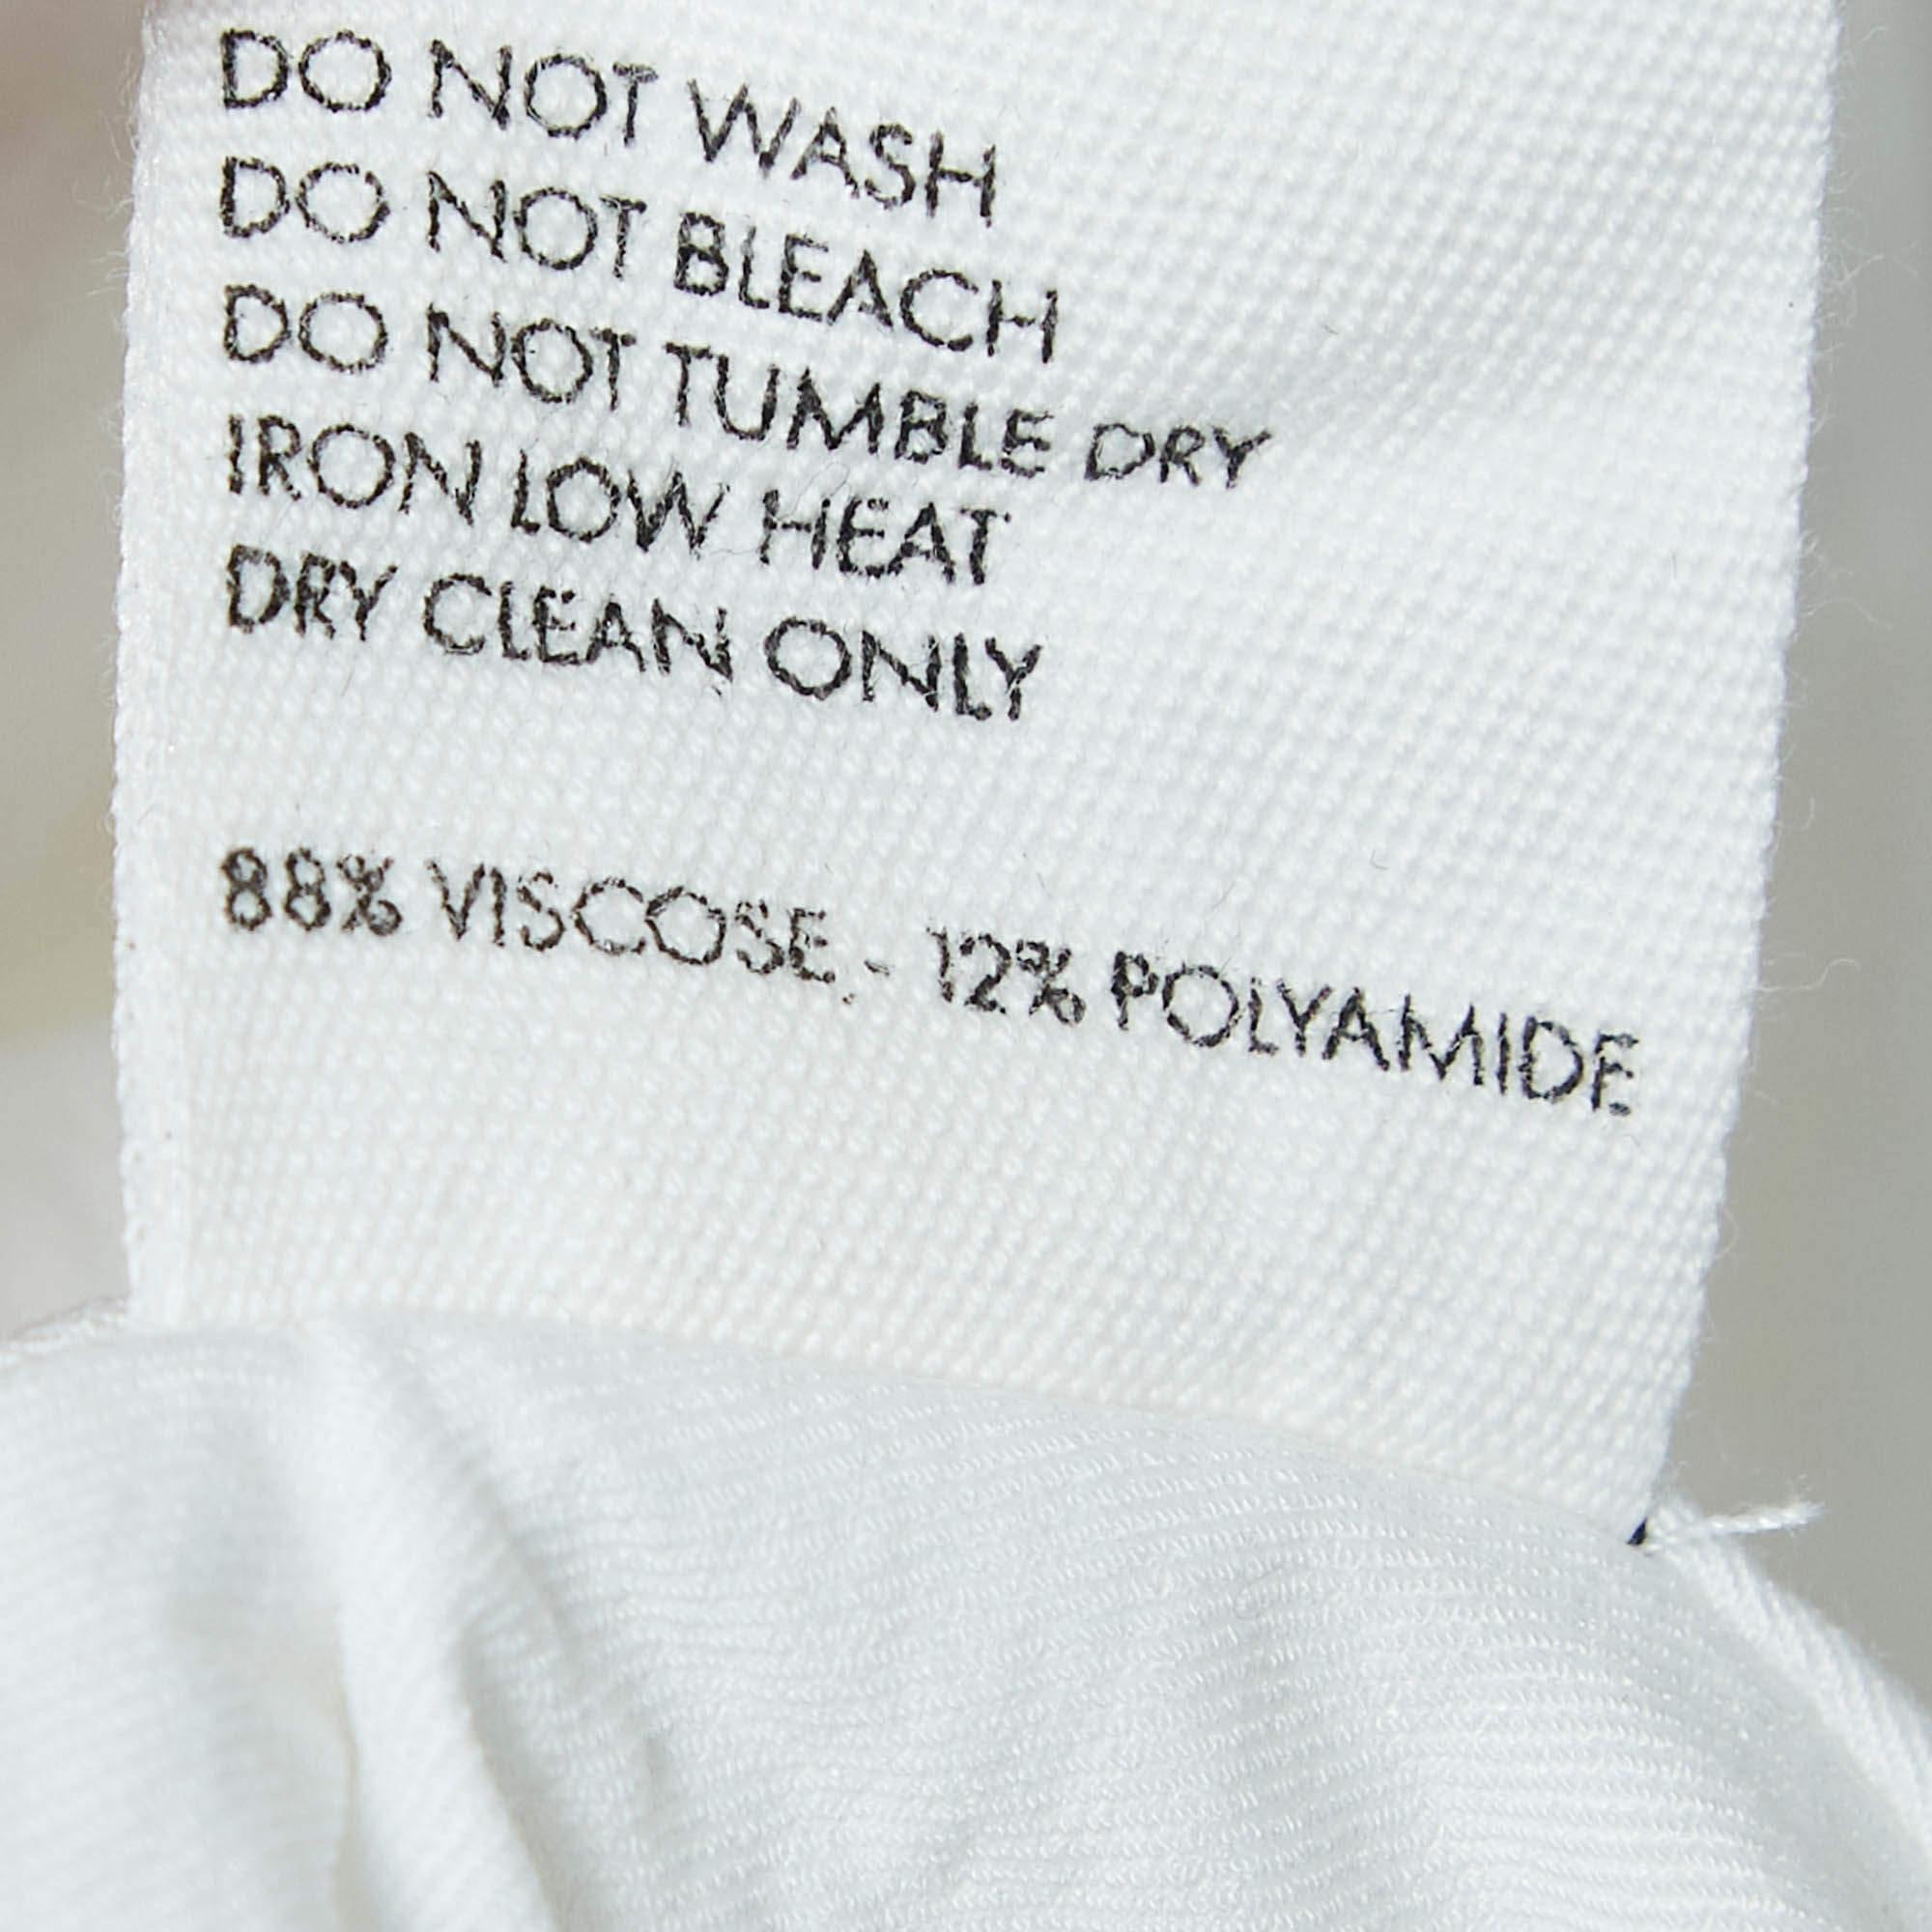 DO NOT WASH
DO NOT BLEACH
DO NOT TUMBLE DRY
IRON LOW HEAT
DRY CLEAN ONLY
88% VISCOSE - 12% POLYAMIDE